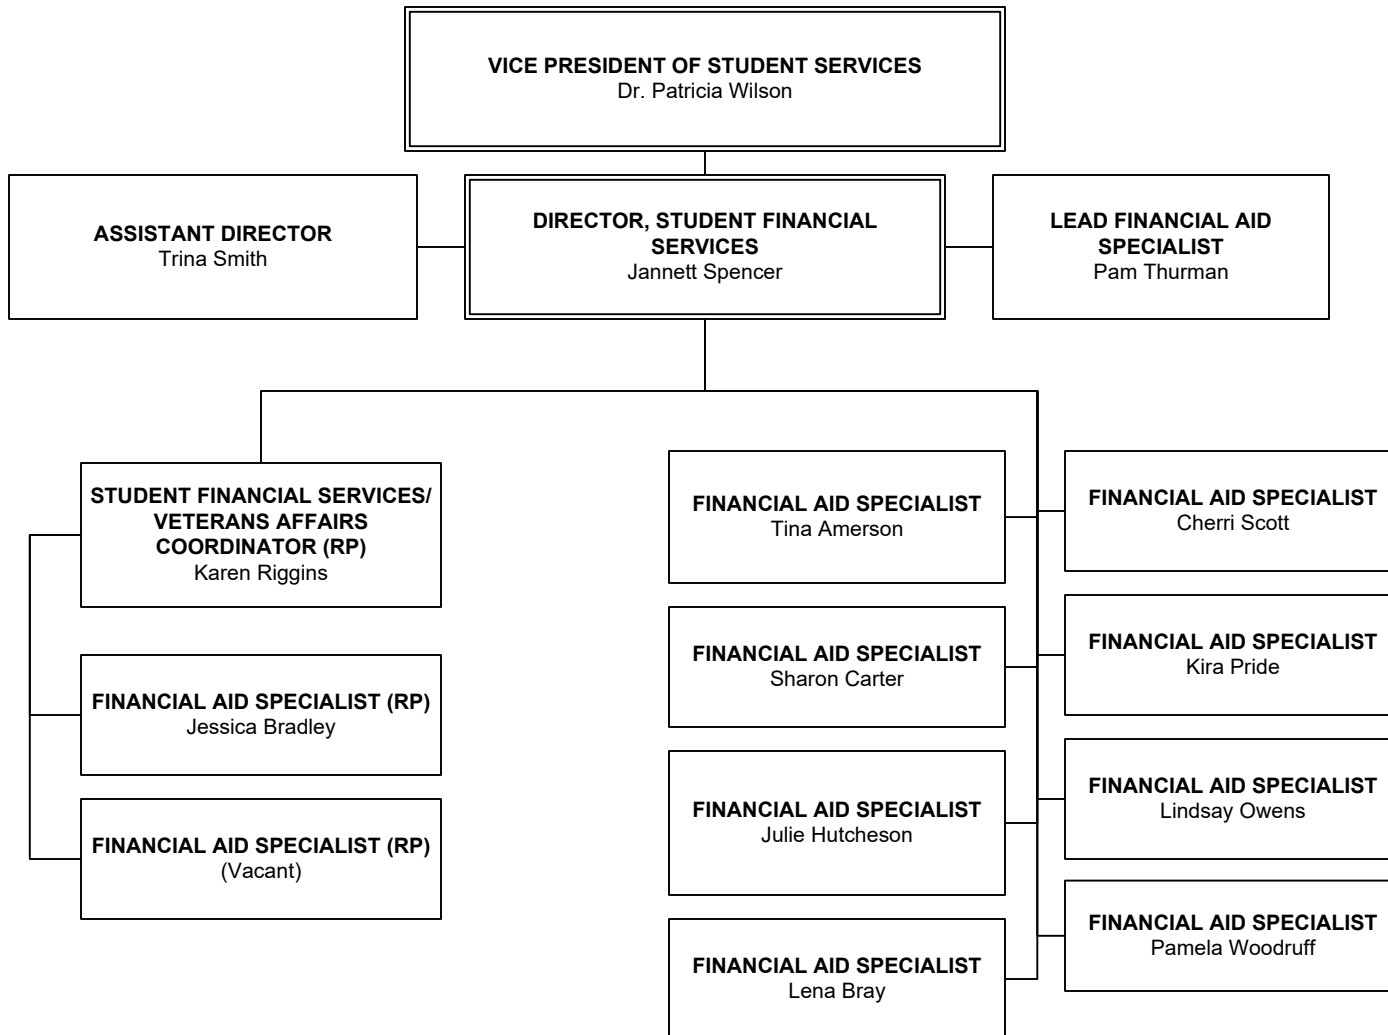 VICE PRESIDENT OF STUDENT SERVICES
Dr. Patricia Wilson
ASSISTANT DIRECTOR
Trina Smith
DIRECTOR, STUDENT FINANCIAL
SERVICES
Jannett Spencer
LEAD FINANCIAL AID
SPECIALIST
Pam Thurman
STUDENT FINANCIAL SERVICES/
VETERANS AFFAIRS
COORDINATOR (RP)
Karen Riggins
FINANCIAL AID SPECIALIST (RP)
Jessica Bradley
FINANCIAL AID SPECIALIST (RP)
(Vacant)
FINANCIAL AID SPECIALIST
Tina Amerson
FINANCIAL AID SPECIALIST
Sharon Carter
FINANCIAL AID SPECIALIST
Julie Hutcheson
FINANCIAL AID SPECIALIST
Lena Bray
FINANCIAL AID SPECIALIST
Cherri Scott
FINANCIAL AID SPECIALIST
Kira Pride
FINANCIAL AID SPECIALIST
Lindsay Owens
FINANCIAL AID SPECIALIST
Pamela Woodruff